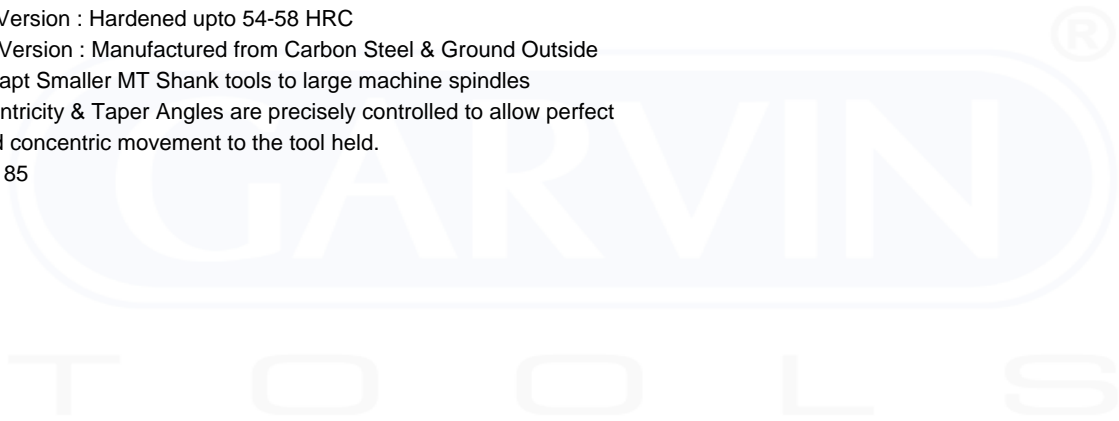 Version : Hardened upto 54-58 HRC
Version : Manufactured from Carbon Steel & Ground Outside
apt Smaller MT Shank tools to large machine spindles
ntricity & Taper Angles are precisely controlled to allow perfect
d concentric movement to the tool held.
85
GARVIN
®
TOOLS